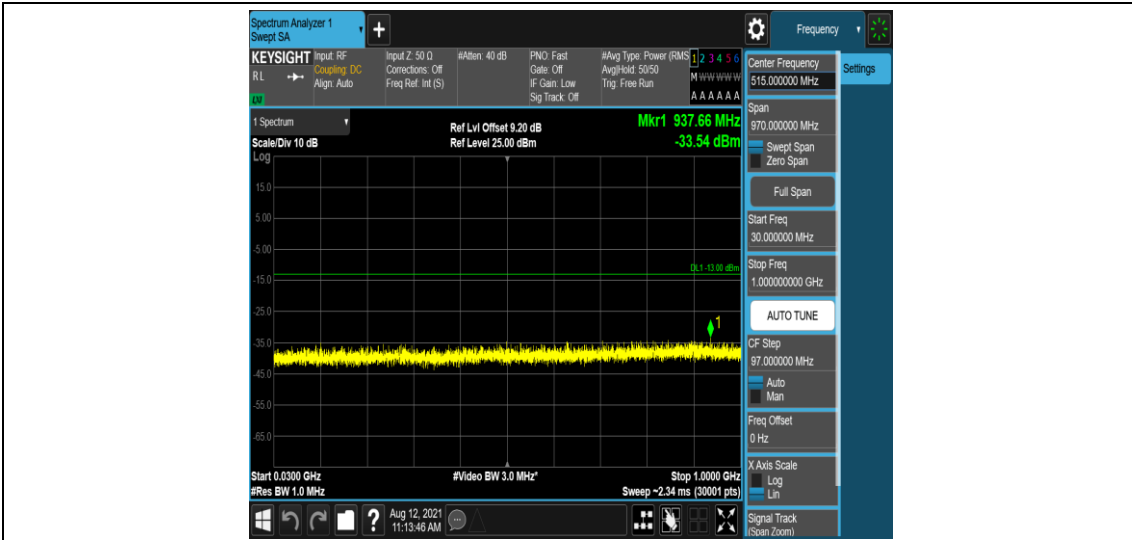 Spectrum Analyzer 1
Swept SA
+
Frequency
KEYSIGHT
RL
Input: RF
Coupling: DC
Align: Auto
Input Z: 50 Ω
Corrections: Off
Freq Ref: Int (S)
#Atten: 40 dB
PNO: Fast
Gate: Off
IF Gain: Low
Sig Track: Off
#Avg Type: Power (RMS
Avg|Hold: 50/50
Trig: Free Run
1 2 3 4 5 6
M W W W W W
A A A A A A
1 Spectrum
Scale/Div 10 dB
Log
Ref Lvl Offset 9.20 dB
Ref Level 25.00 dBm
Mkr1 937.66 MHz
-33.54 dBm
15.0
5.00
-5.00
-15.0
-25.0
-35.0
-45.0
-55.0
-65.0
DL1 -13.00 dBm
1
Start 0.0300 GHz
#Res BW 1.0 MHz
#Video BW 3.0 MHz*
Stop 1.0000 GHz
Sweep ~2.34 ms (30001 pts)
?
Aug 12, 2021
11:13:46 AM
Center Frequency
515.000000 MHz
Settings
Span
970.000000 MHz
Swept Span
Zero Span
Full Span
Start Freq
30.000000 MHz
Stop Freq
1.000000000 GHz
AUTO TUNE
CF Step
97.000000 MHz
Auto
Man
Freq Offset
0 Hz
X Axis Scale
Log
Lin
Signal Track
(Span Zoom)